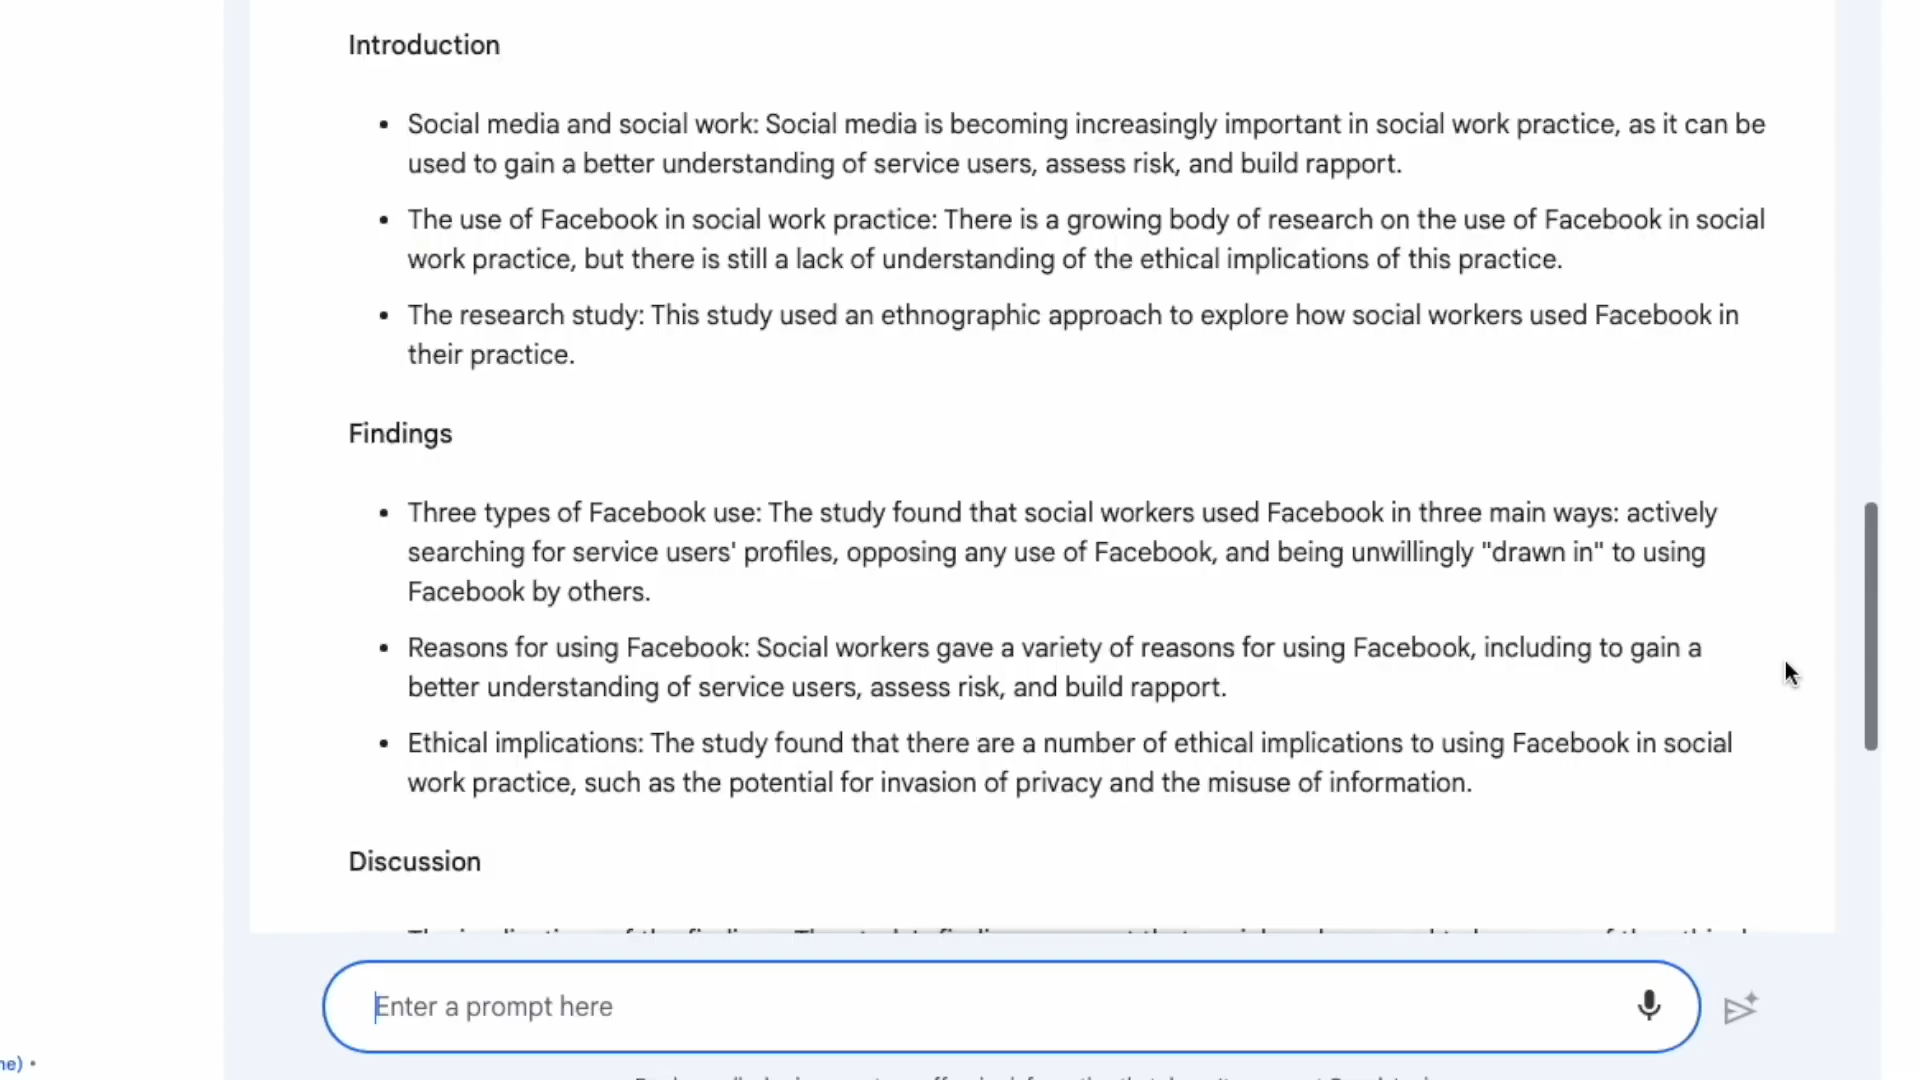 Introduction
• Social media and social work: Social media is becoming increasingly important in social work practice, as it can be
used to gain a better understanding of service users, assess risk, and build rapport.
• The use of Facebook in social work practice: There is a growing body of research on the use of Facebook in social
work practice, but there is still a lack of understanding of the ethical implications of this practice.
• The research study: This study used an ethnographic approach to explore how social workers used Facebook in
their practice.
Findings
• Three types of Facebook use: The study found that social workers used Facebook in three main ways: actively
searching for service users' profiles, opposing any use of Facebook, and being unwillingly "drawn in" to using
Facebook by others.
• Reasons for using Facebook: Social workers gave a variety of reasons for using Facebook, including to gain a
better understanding of service users, assess risk, and build rapport.
• Ethical implications: The study found that there are a number of ethical implications to using Facebook in social
work practice, such as the potential for invasion of privacy and the misuse of information.
Discussion
Enter a prompt here
ne) •